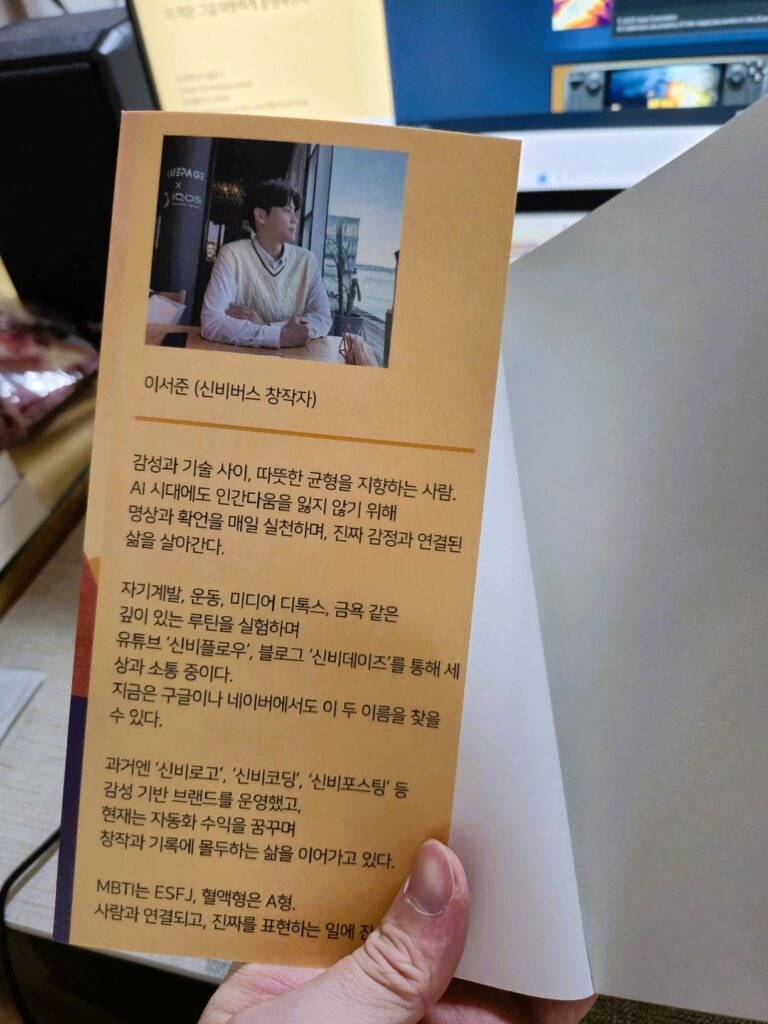 이서준 (신비버스 창작자)
감성과 기술 사이, 따뜻한 균형을 지향하는 사람.
AI 시대에도 인간다움을 잃지 않기 위해
명상과 확언을 매일 실천하며, 진짜 감정과 연결된
삶을 살아간다.
자기계발, 운동, 미디어 디톡스, 금욕 같은
깊이 있는 루틴을 실험하며
유튜브 '신비플로우', 블로그 '신비데이즈'를 통해 세
상과 소통 중이다.
지금은 구글이나 네이버에서도 이 두 이름을 찾을
수 있다.
과거엔 '신비로고', '신비코딩', '신비포스팅' 등
감성 기반 브랜드를 운영했고,
현재는 자동화 수익을 꿈꾸며
창작과 기록에 몰두하는 삶을 이어가고 있다.
MBTI는 ESFJ, 혈액형은 A형.
사람과 연결되고, 진짜를 표현하는 일에